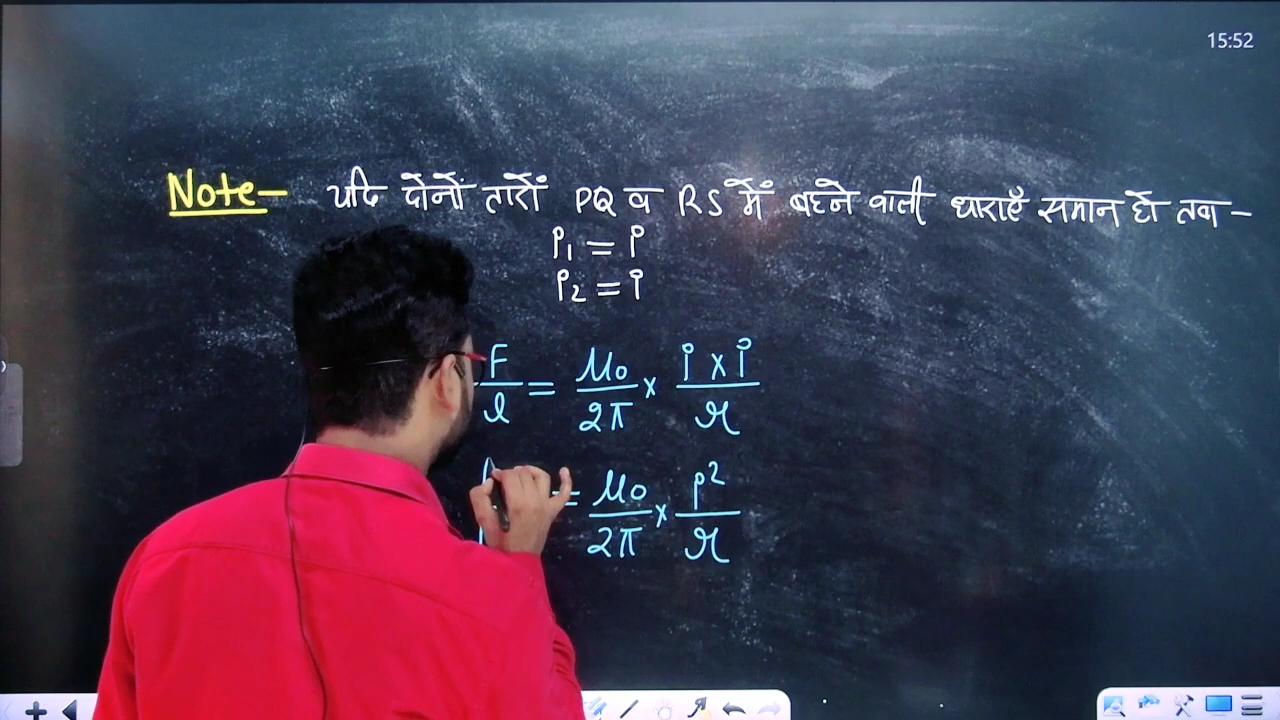 15:52
Note- यदि दोनों तारों PQ व RS में बहने वाली धाराएँ समान हो तब -
i₁ = i
i₂ = i
F/l = μ₀/2π × i × i/r
= μ₀/2π × i²/r